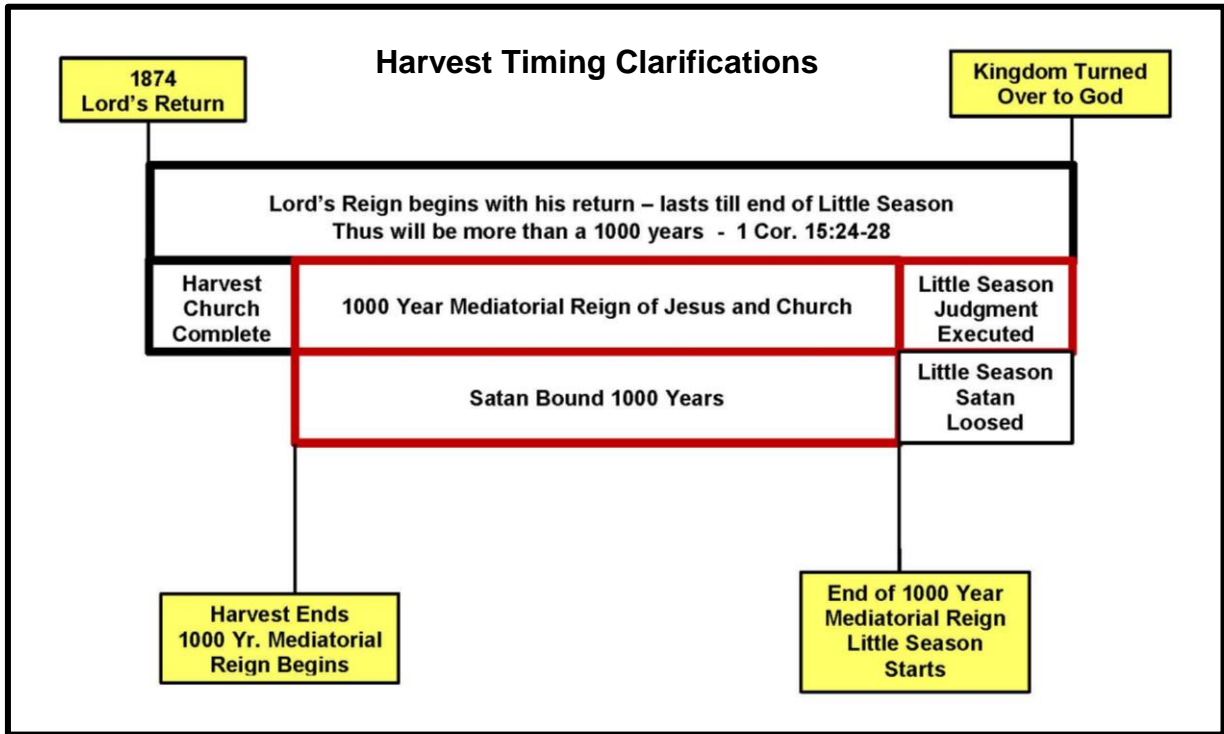 Harvest Timing Clarifications
1874
Lord’s Return
Kingdom Turned
Over to God
Lord’s Reign begins with his return – lasts till end of Little Season
Thus will be more than a 1000 years - 1 Cor. 15:24-28
Harvest
Church
Complete
1000 Year Mediatorial Reign of Jesus and Church
Little Season
Judgment
Executed
Satan Bound 1000 Years
Little Season
Satan
Loosed
Harvest Ends
1000 Yr. Mediatorial
Reign Begins
End of 1000 Year
Mediatorial Reign
Little Season
Starts